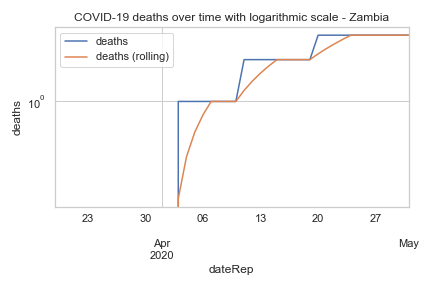 COVID-19 deaths over time with logarithmic scale - Zambia
deaths
deaths (rolling)
deaths
10⁰
23 30 06 13 20 27
Apr May
2020
dateRep